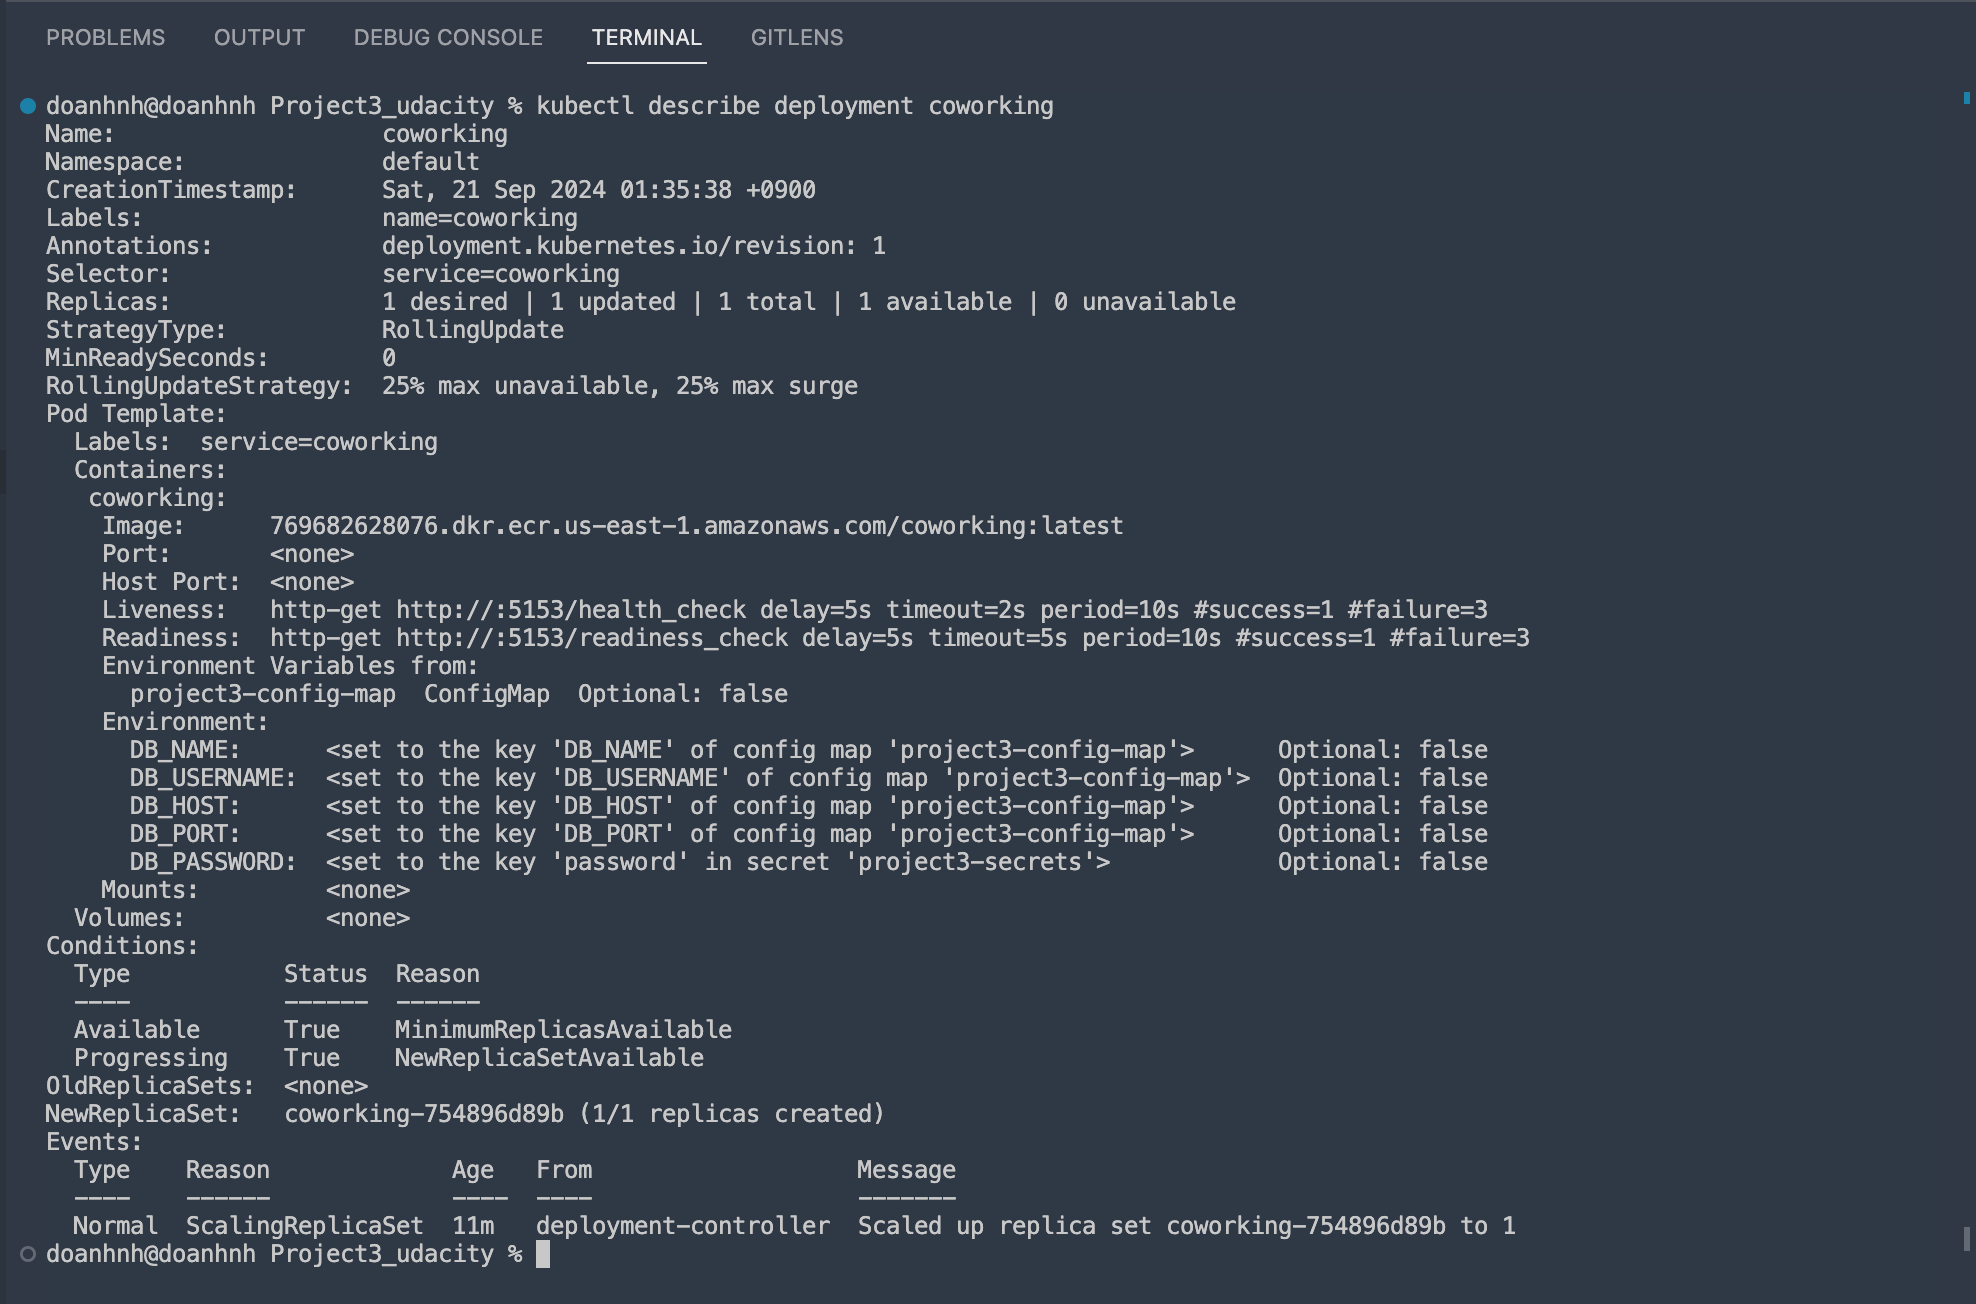 PROBLEMS OUTPUT DEBUG CONSOLE TERMINAL GITLENS
doanhnh@doanhnh Project3_udacity % kubectl describe deployment coworking
Name:                   coworking
Namespace:              default
CreationTimestamp:      Sat, 21 Sep 2024 01:35:38 +0900
Labels:                 name=coworking
Annotations:            deployment.kubernetes.io/revision: 1
Selector:               service=coworking
Replicas:               1 desired | 1 updated | 1 total | 1 available | 0 unavailable
StrategyType:           RollingUpdate
MinReadySeconds:        0
RollingUpdateStrategy:  25% max unavailable, 25% max surge
Pod Template:
  Labels:  service=coworking
  Containers:
   coworking:
    Image:      769682628076.dkr.ecr.us-east-1.amazonaws.com/coworking:latest
    Port:       <none>
    Host Port:  <none>
    Liveness:   http-get http://:5153/health_check delay=5s timeout=2s period=10s #success=1 #failure=3
    Readiness:  http-get http://:5153/readiness_check delay=5s timeout=5s period=10s #success=1 #failure=3
    Environment Variables from:
      project3-config-map  ConfigMap  Optional: false
    Environment:
      DB_NAME:      <set to the key 'DB_NAME' of config map 'project3-config-map'>      Optional: false
      DB_USERNAME:  <set to the key 'DB_USERNAME' of config map 'project3-config-map'>  Optional: false
      DB_HOST:      <set to the key 'DB_HOST' of config map 'project3-config-map'>      Optional: false
      DB_PORT:      <set to the key 'DB_PORT' of config map 'project3-config-map'>      Optional: false
      DB_PASSWORD:  <set to the key 'password' in secret 'project3-secrets'>            Optional: false
    Mounts:         <none>
  Volumes:          <none>
Conditions:
  Type           Status  Reason
  ----           ------  ------
  Available      True    MinimumReplicasAvailable
  Progressing    True    NewReplicaSetAvailable
OldReplicaSets:  <none>
NewReplicaSet:   coworking-754896d89b (1/1 replicas created)
Events:
  Type    Reason             Age   From                   Message
  ----    ------             ----  ----                   -------
  Normal  ScalingReplicaSet  11m   deployment-controller  Scaled up replica set coworking-754896d89b to 1
doanhnh@doanhnh Project3_udacity %